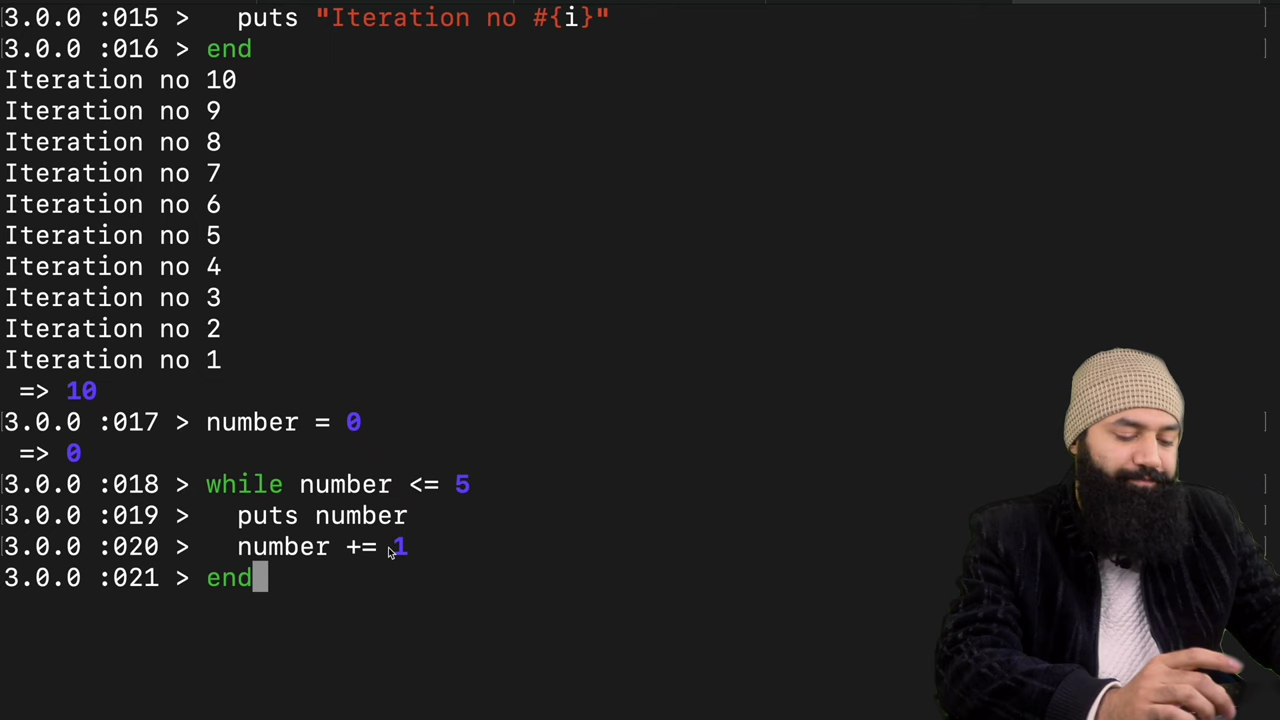 3.0.0 :015 >   puts "Iteration no #{i}"
3.0.0 :016 > end
Iteration no 10
Iteration no 9
Iteration no 8
Iteration no 7
Iteration no 6
Iteration no 5
Iteration no 4
Iteration no 3
Iteration no 2
Iteration no 1
 => 10
3.0.0 :017 > number = 0
 => 0
3.0.0 :018 > while number <= 5
3.0.0 :019 >   puts number
3.0.0 :020 >   number += 1
3.0.0 :021 > end